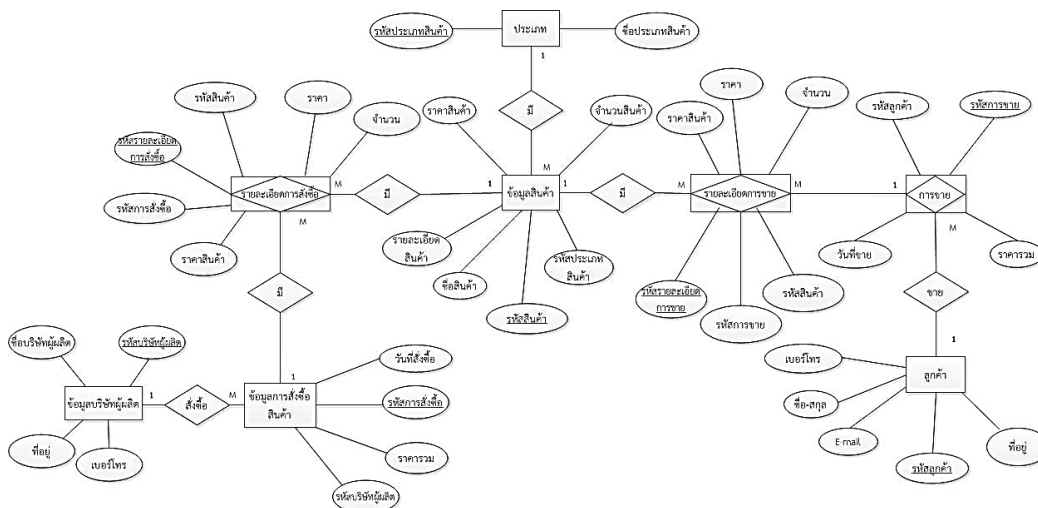 ประเภท
รหัสประเภทสินค้า
ชื่อประเภทสินค้า
1
มี
M
รหัสสินค้า
ราคา
จำนวน
รหัสรายละเอียด
การสั่งซื้อ
รหัสการสั่งซื้อ
ราคาสินค้า
รายละเอียดการสั่งซื้อ
M
M
มี
1
ราคาสินค้า
จำนวนสินค้า
ข้อมูลสินค้า
รายละเอียด
สินค้า
ชื่อสินค้า
รหัสสินค้า
รหัสประเภท
สินค้า
1
มี
M
ราคาสินค้า
ราคา
จำนวน
รายละเอียดการขาย
รหัสรายละเอียด
การขาย
รหัสการขาย
รหัสสินค้า
M
1
รหัสลูกค้า
รหัสการขาย
การขาย
วันที่ขาย
ราคารวม
M
ขาย
1
ลูกค้า
เบอร์โทร
ชื่อ-สกุล
E-mail
รหัสลูกค้า
ที่อยู่
มี
1
ข้อมูลการสั่งซื้อ
สินค้า
วันที่สั่งซื้อ
รหัสการสั่งซื้อ
ราคารวม
รหัสบริษัทผู้ผลิต
M
สั่งซื้อ
1
ข้อมูลบริษัทผู้ผลิต
ชื่อบริษัทผู้ผลิต
รหัสบริษัทผู้ผลิต
ที่อยู่
เบอร์โทร